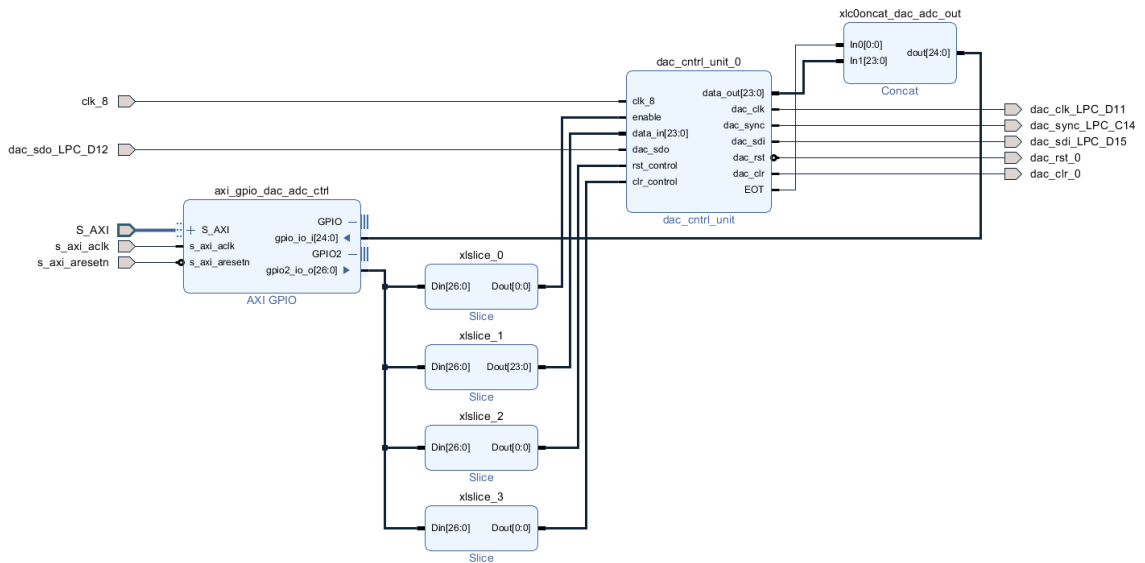 xlc0oncat_dac_adc_out
In0[0:0]
In1[23:0]
dout[24:0]
Concat
dac_cntrl_unit_0
clk_8
enable
data_in[23:0]
dac_sdo
rst_control
clr_control
data_out[23:0]
dac_clk
dac_sync
dac_sdi
dac_rst
dac_clr
EOT
dac_cntrl_unit
clk_8
dac_sdo_LPC_D12
dac_clk_LPC_D11
dac_sync_LPC_C14
dac_sdi_LPC_D15
dac_rst_0
dac_clr_0
axi_gpio_dac_adc_ctrl
S_AXI
s_axi_aclk
s_axi_aresetn
S_AXI
s_axi_aclk
s_axi_aresetn
GPIO
gpio_io_i[24:0]
GPIO2
gpio2_io_o[26:0]
AXI GPIO
xlslice_0
Din[26:0] Dout[0:0]
Slice
xlslice_1
Din[26:0] Dout[23:0]
Slice
xlslice_2
Din[26:0] Dout[0:0]
Slice
xlslice_3
Din[26:0] Dout[0:0]
Slice